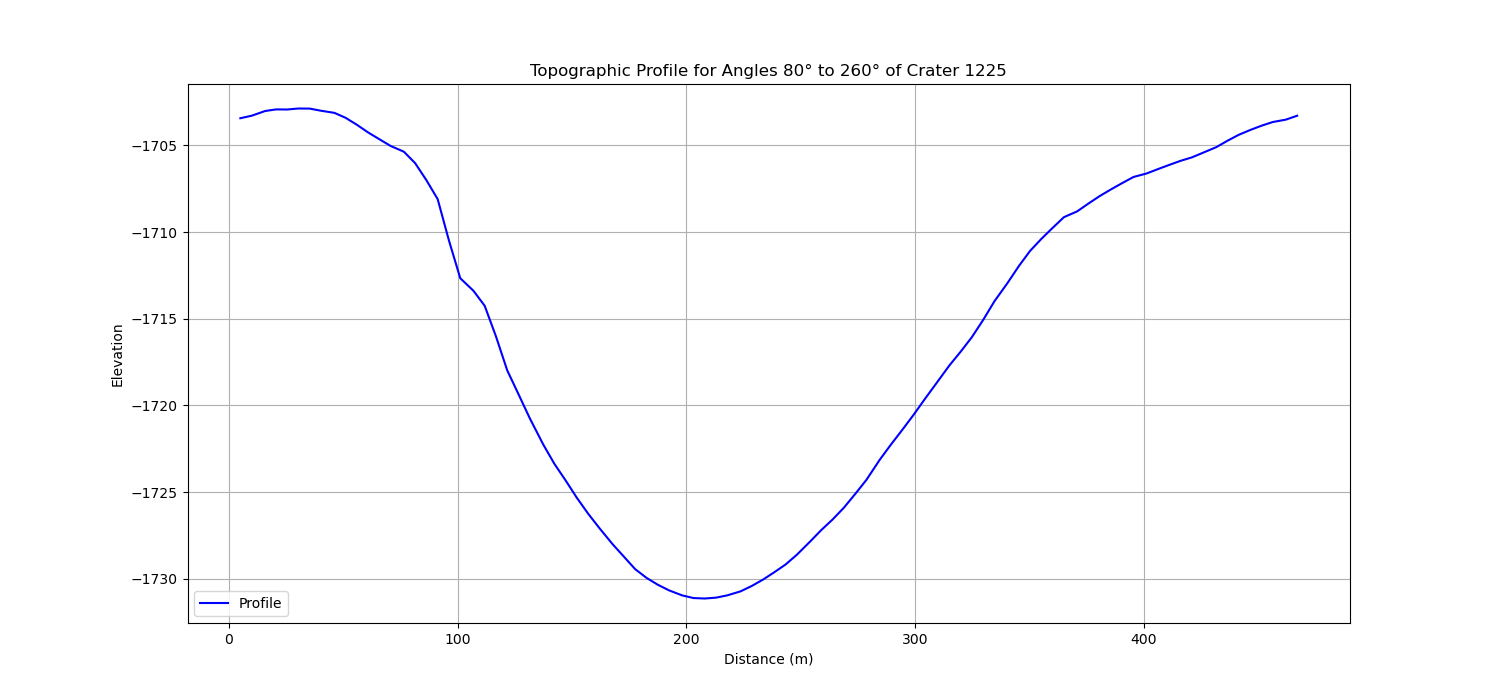 Topographic Profile for Angles 80° to 260° of Crater 1225
Elevation
−1705
−1710
−1715
−1720
−1725
−1730
Profile
0
100
200
300
400
Distance (m)